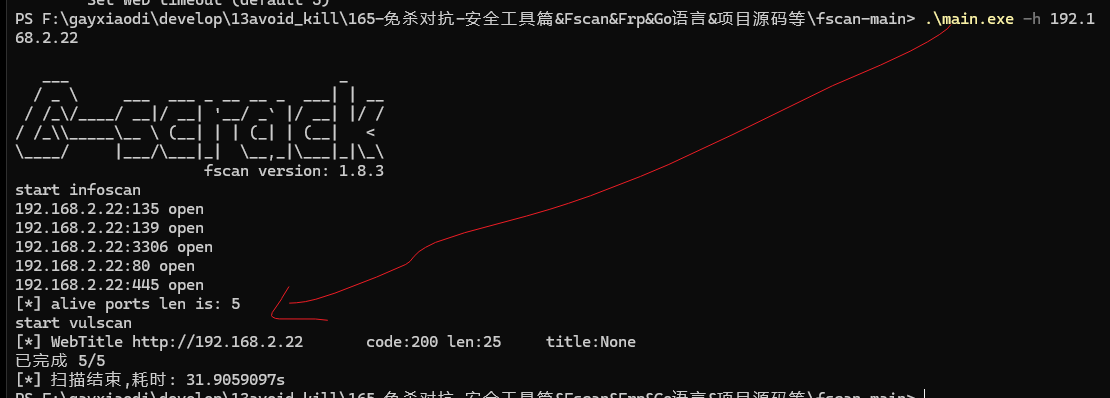 PS F:\gayxiaodi\develop\13avoid_kill\165-免杀对抗-安全工具篇&Fscan&Frp&Go语言&项目源码等\fscan-main> .\main.exe -h 192.1
68.2.22
fscan version: 1.8.3
start infoscan
192.168.2.22:135 open
192.168.2.22:139 open
192.168.2.22:3306 open
192.168.2.22:80 open
192.168.2.22:445 open
[*] alive ports len is: 5
start vulscan
[*] WebTitle http://192.168.2.22 code:200 len:25 title:None
已完成 5/5
[*] 扫描结束,耗时: 31.9059097s
PS F:\gayxiaodi\develop\13avoid_kill\165-免杀对抗-安全工具篇&Fscan&Frp&Go语言&项目源码等\fscan-main>